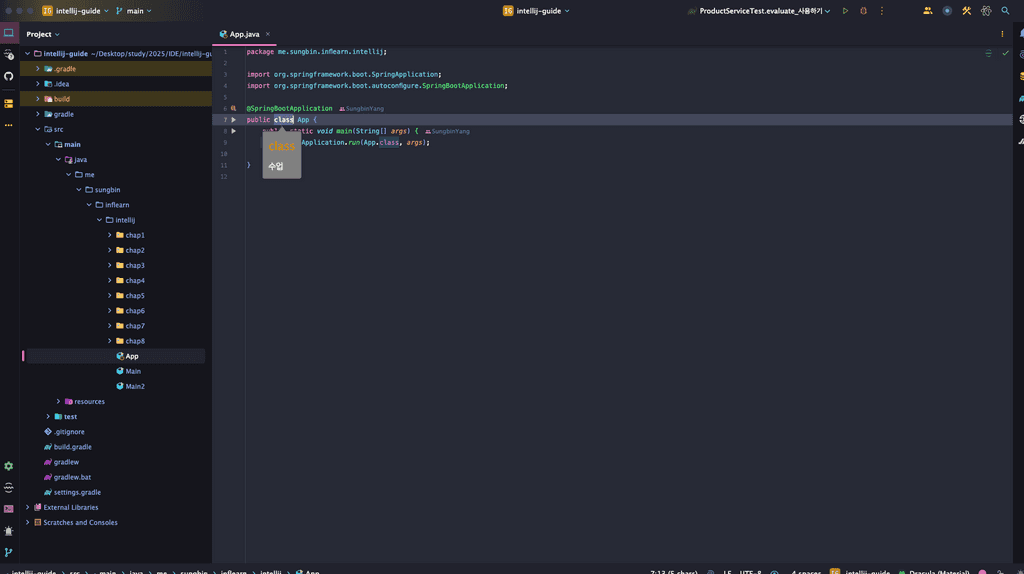 intellij-guide main
intellij-guide
ProductServiceTest.evaluate_사용하기
Project
App.java
intellij-guide ~/Desktop/study/2025/IDE/intellij-gu
.gradle
.idea
build
gradle
src
main
java
me
sungbin
inflearn
intellij
chap1
chap2
chap3
chap4
chap5
chap6
chap7
chap8
App
Main
Main2
resources
test
.gitignore
build.gradle
gradlew
gradlew.bat
settings.gradle
External Libraries
Scratches and Consoles
1 package me.sungbin.inflearn.intellij;
2
3 import org.springframework.boot.SpringApplication;
4 import org.springframework.boot.autoconfigure.SpringBootApplication;
5
6 @SpringBootApplication SungbinYang
7 public class App {
8 static void main(String[] args) { SungbinYang
9 Application.run(App.class, args);
10
11 }
12
class
수업
intellij-guide src main java me sungbin inflearn intellij App
7:13 (5 chars) LF UTF-8 4 spaces intellij-guide Dracula (Material)